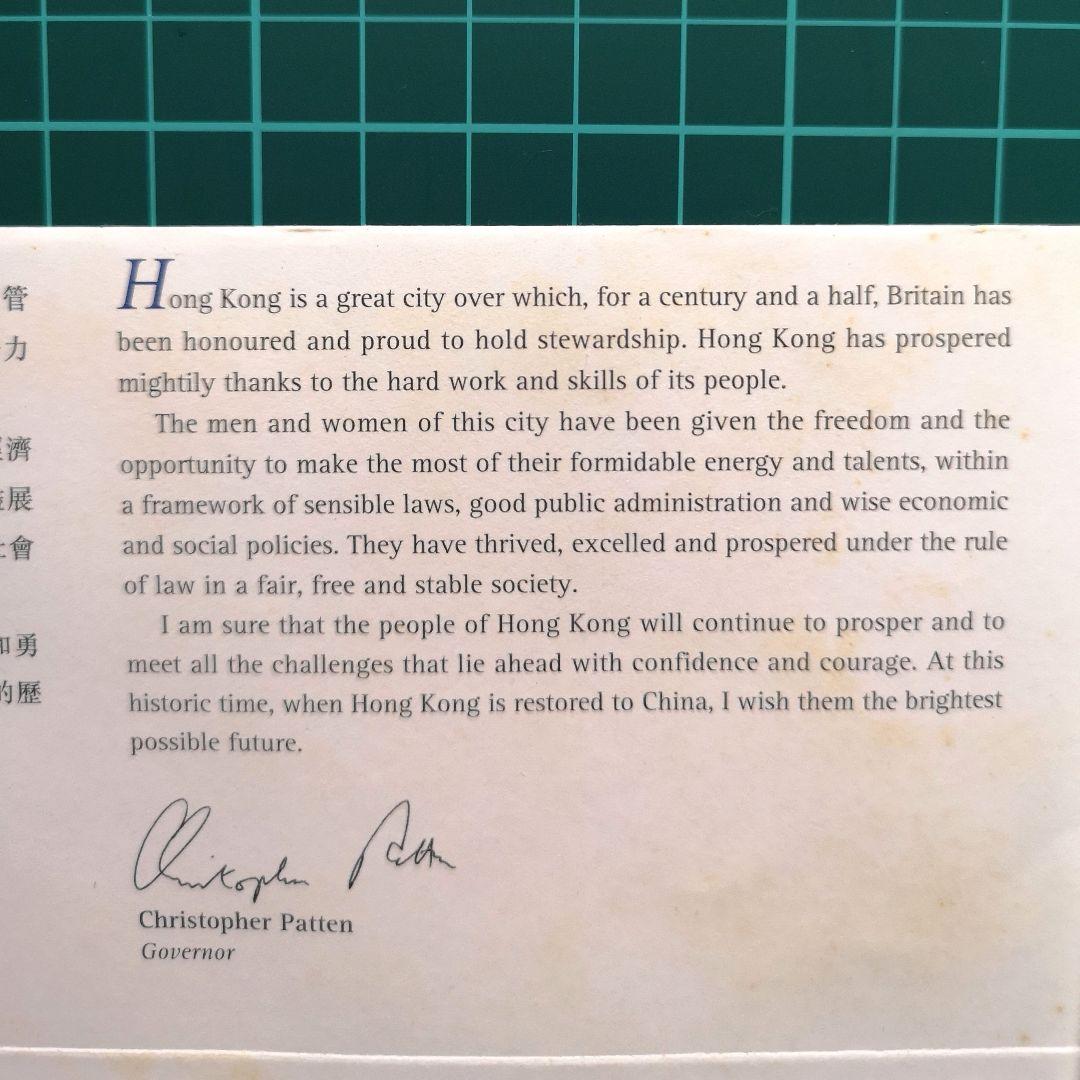 管
力
濟
展
會
勇
的歷
Hong Kong is a great city over which, for a century and a half, Britain has
been honoured and proud to hold stewardship. Hong Kong has prospered
mightily thanks to the hard work and skills of its people.
The men and women of this city have been given the freedom and the
opportunity to make the most of their formidable energy and talents, within
a framework of sensible laws, good public administration and wise economic
and social policies. They have thrived, excelled and prospered under the rule
of law in a fair, free and stable society.
I am sure that the people of Hong Kong will continue to prosper and to
meet all the challenges that lie ahead with confidence and courage. At this
historic time, when Hong Kong is restored to China, I wish them the brightest
possible future.
Christopher Patten
Christopher Patten
Governor